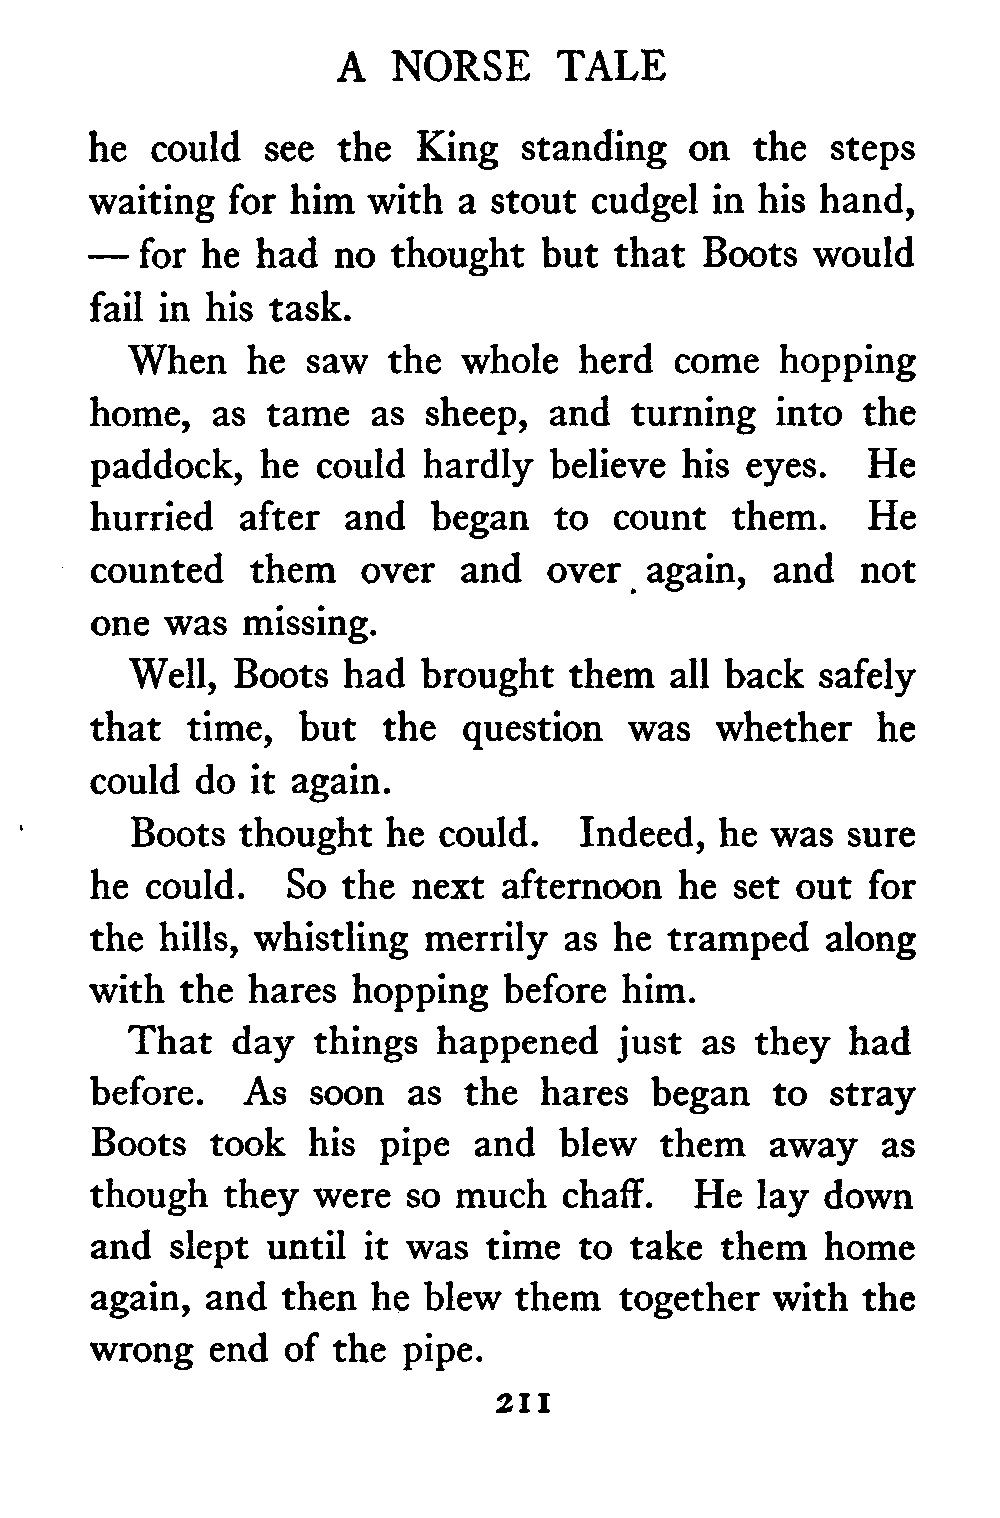 A NORSE TALE
he could see the King standing on the steps
waiting for him with a stout cudgel in his hand,
— for he had no thought but that Boots would
fail in his task.
When he saw the whole herd come hopping
home, as tame as sheep, and turning into the
paddock, he could hardly believe his eyes. He
hurried after and began to count them. He
counted them over and over again, and not
one was missing.
Well, Boots had brought them all back safely
that time, but the question was whether he
could do it again.
Boots thought he could. Indeed, he was sure
he could. So the next afternoon he set out for
the hills, whistling merrily as he tramped along
with the hares hopping before him.
That day things happened just as they had
before. As soon as the hares began to stray
Boots took his pipe and blew them away as
though they were so much chaff. He lay down
and slept until it was time to take them home
again, and then he blew them together with the
wrong end of the pipe.
211